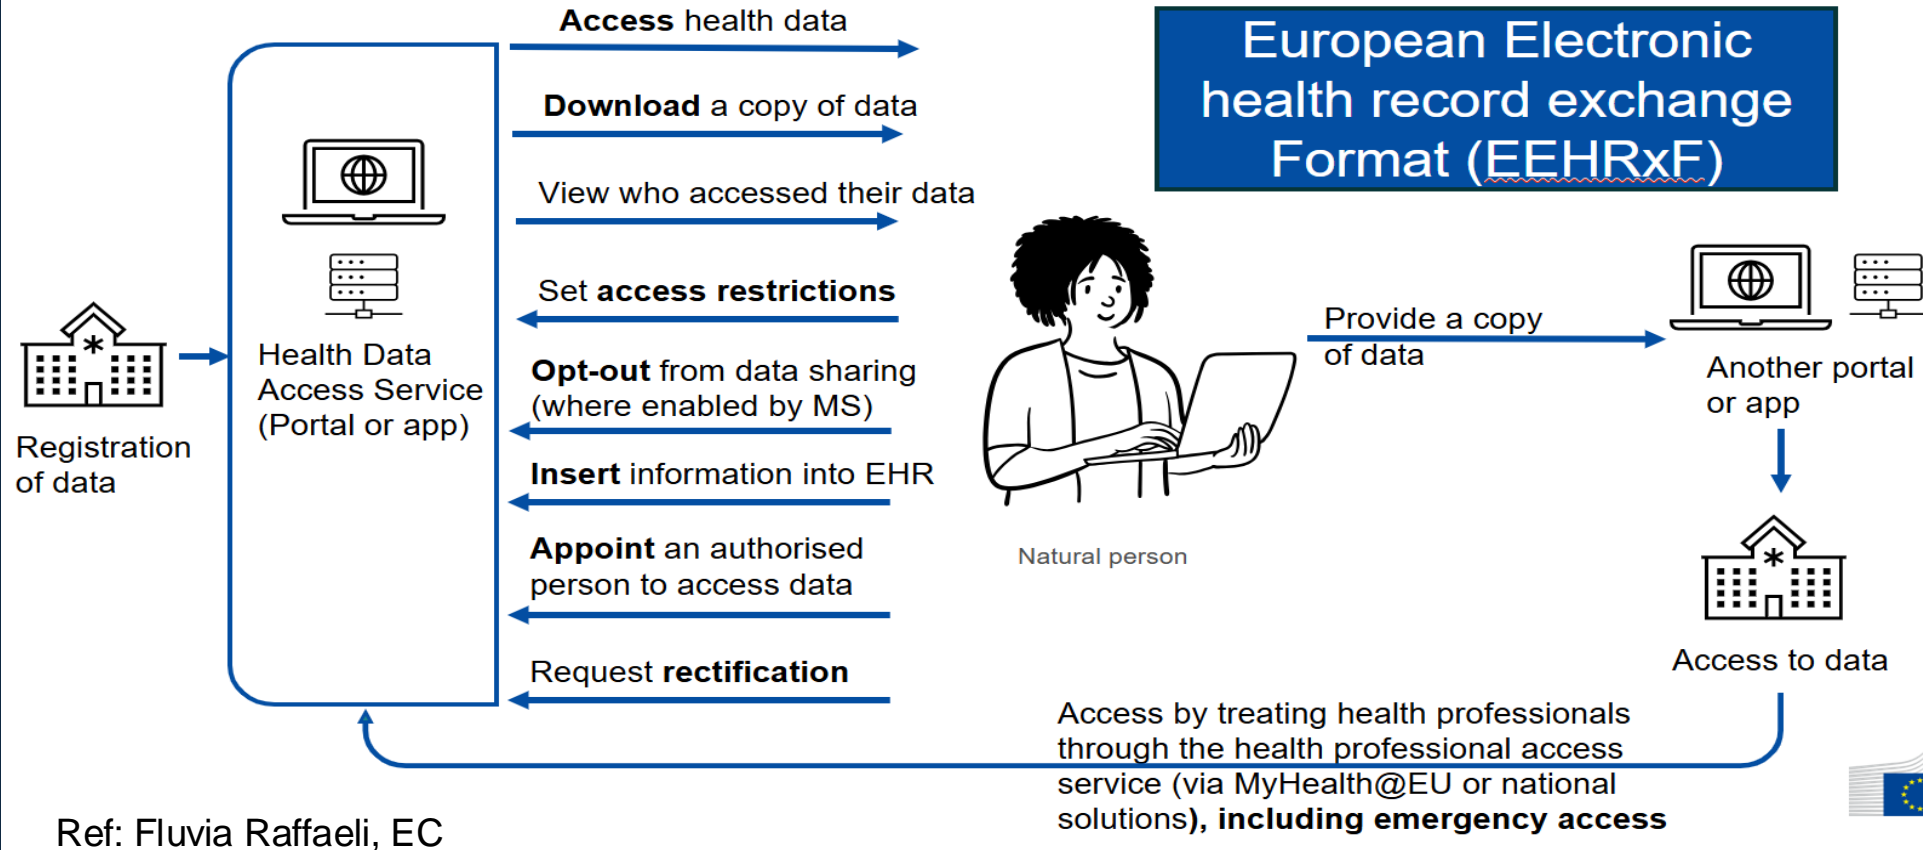 Access health data
Download a copy of data
View who accessed their data
Set access restrictions
Opt-out from data sharing
(where enabled by MS)
Insert information into EHR
Appoint an authorised
person to access data
Request rectification
European Electronic
health record exchange
Format (EEHRxF)
Registration
of data
Health Data
Access Service
(Portal or app)
Natural person
Provide a copy
of data
Another portal
or app
Access to data
Access by treating health professionals
through the health professional access
service (via MyHealth@EU or national
solutions), including emergency access
Ref: Fluvia Raffaeli, EC